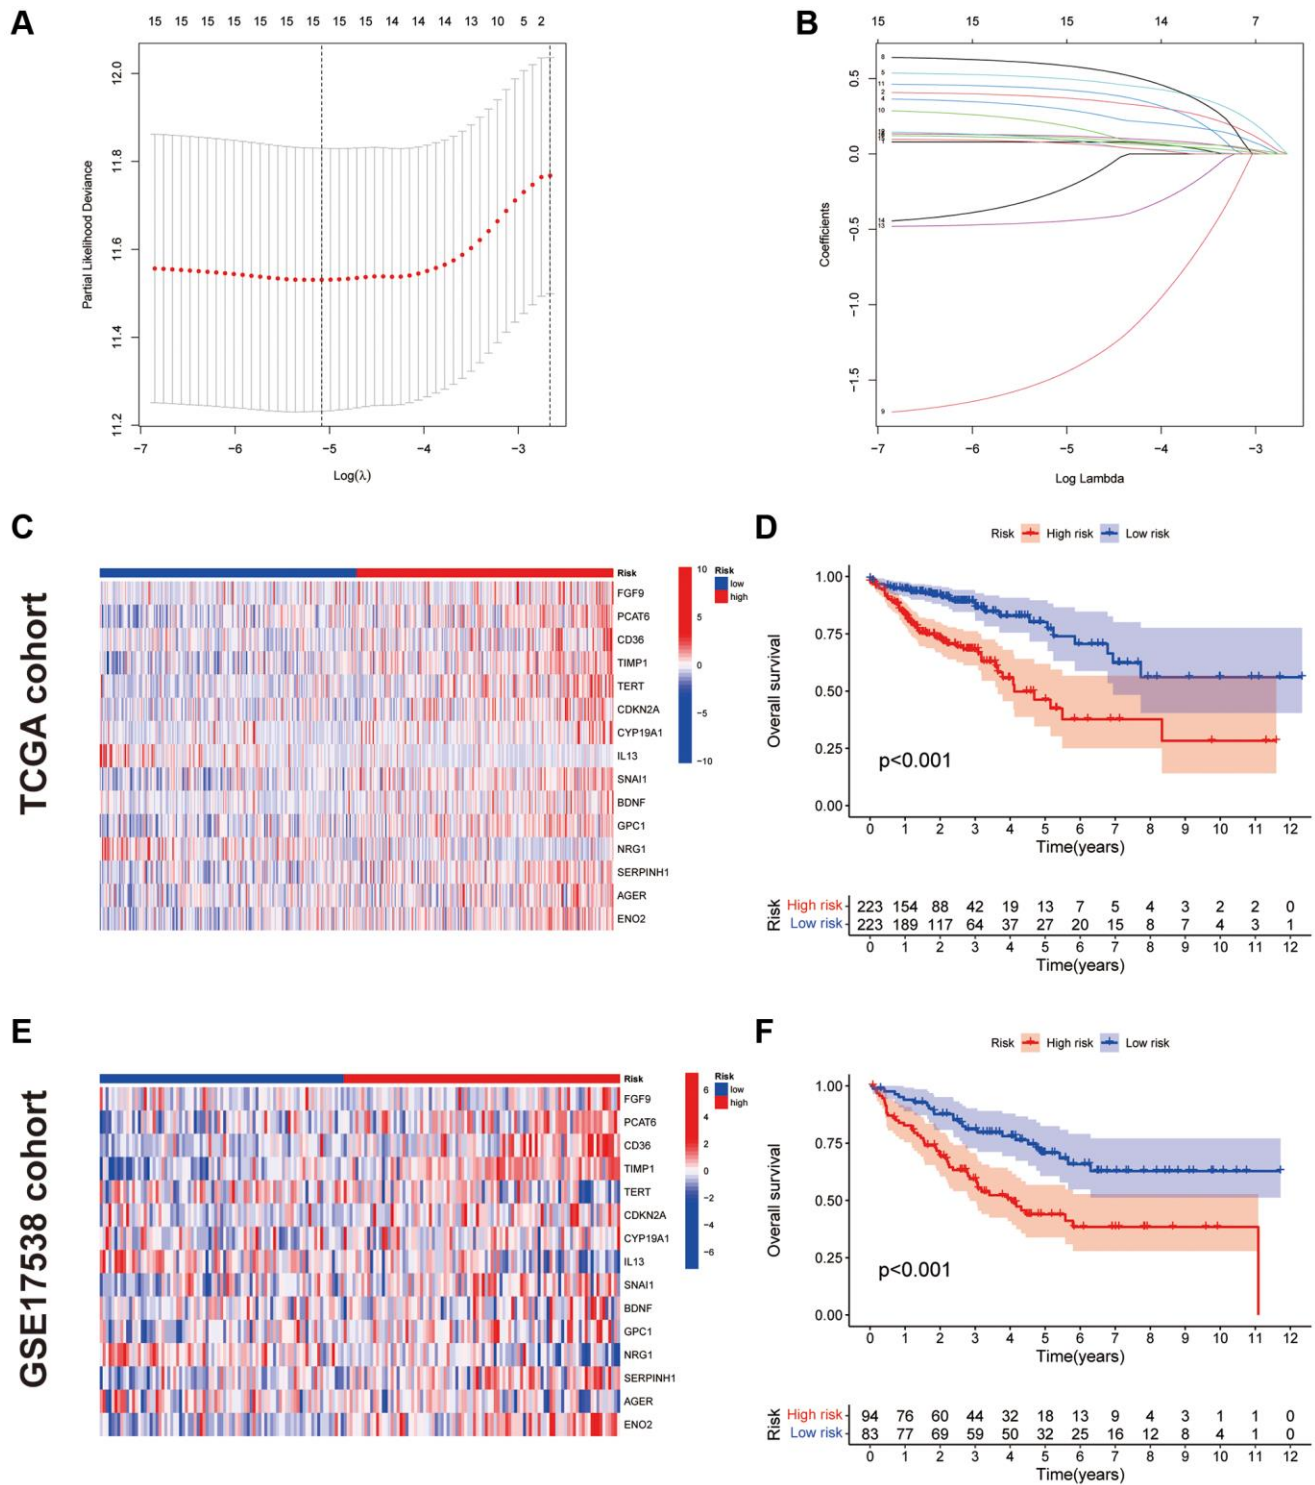 A
15 15 15 15 15 15 15 15 15 14 14 14 13 10 5 2
12.0
11.8
11.6
11.4
11.2
Partial Likelihood Deviance
-7 -6 -5 -4 -3
Log(λ)
B
15 15 15 14 7
0.5
0.0
-0.5
-1.0
-1.5
Coefficients
6
5
11
2
4
10
1
14
13
9
-7 -6 -5 -4 -3
Log Lambda
C
TCGA cohort
Risk
FGF9
PCAT6
CD36
TIMP1
TERT
CDKN2A
CYP19A1
IL13
SNAI1
BDNF
GPC1
NRG1
SERPINH1
AGER
ENO2
10
5
0
-5
-10
Risk
low
high
D
Risk High risk Low risk
1.00
0.75
0.50
0.25
0.00
Overall survival
p<0.001
0 1 2 3 4 5 6 7 8 9 10 11 12
Time(years)
Risk
High risk 223 154 88 42 19 13 7 5 4 3 2 2 0
Low risk 223 189 117 64 37 27 20 15 8 7 4 3 1
0 1 2 3 4 5 6 7 8 9 10 11 12
Time(years)
E
GSE17538 cohort
Risk
FGF9
PCAT6
CD36
TIMP1
TERT
CDKN2A
CYP19A1
IL13
SNAI1
BDNF
GPC1
NRG1
SERPINH1
AGER
ENO2
6
4
2
0
-2
-4
-6
Risk
low
high
F
Risk High risk Low risk
1.00
0.75
0.50
0.25
0.00
Overall survival
p<0.001
0 1 2 3 4 5 6 7 8 9 10 11 12
Time(years)
Risk
High risk 94 76 60 44 32 18 13 9 4 3 1 1 0
Low risk 83 77 69 59 50 32 25 16 12 8 4 1 0
0 1 2 3 4 5 6 7 8 9 10 11 12
Time(years)